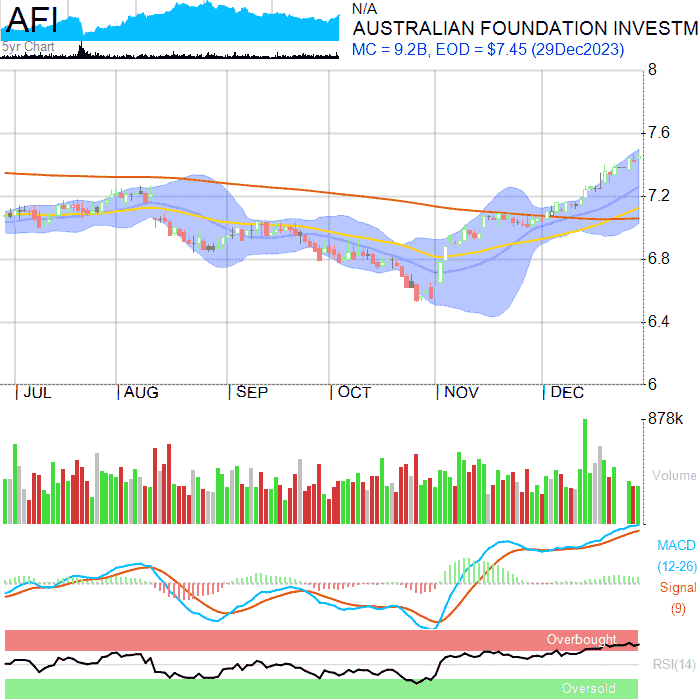 AFI
5yr Chart
N/A
AUSTRALIAN FOUNDATION INVESTM
MC = 9.2B, EOD = $7.45 (29Dec2023)
8
7.6
7.2
6.8
6.4
6
JUL AUG SEP OCT NOV DEC
878k
Volume
MACD
(12-26)
Signal
(9)
Overbought
RSI(14)
Oversold